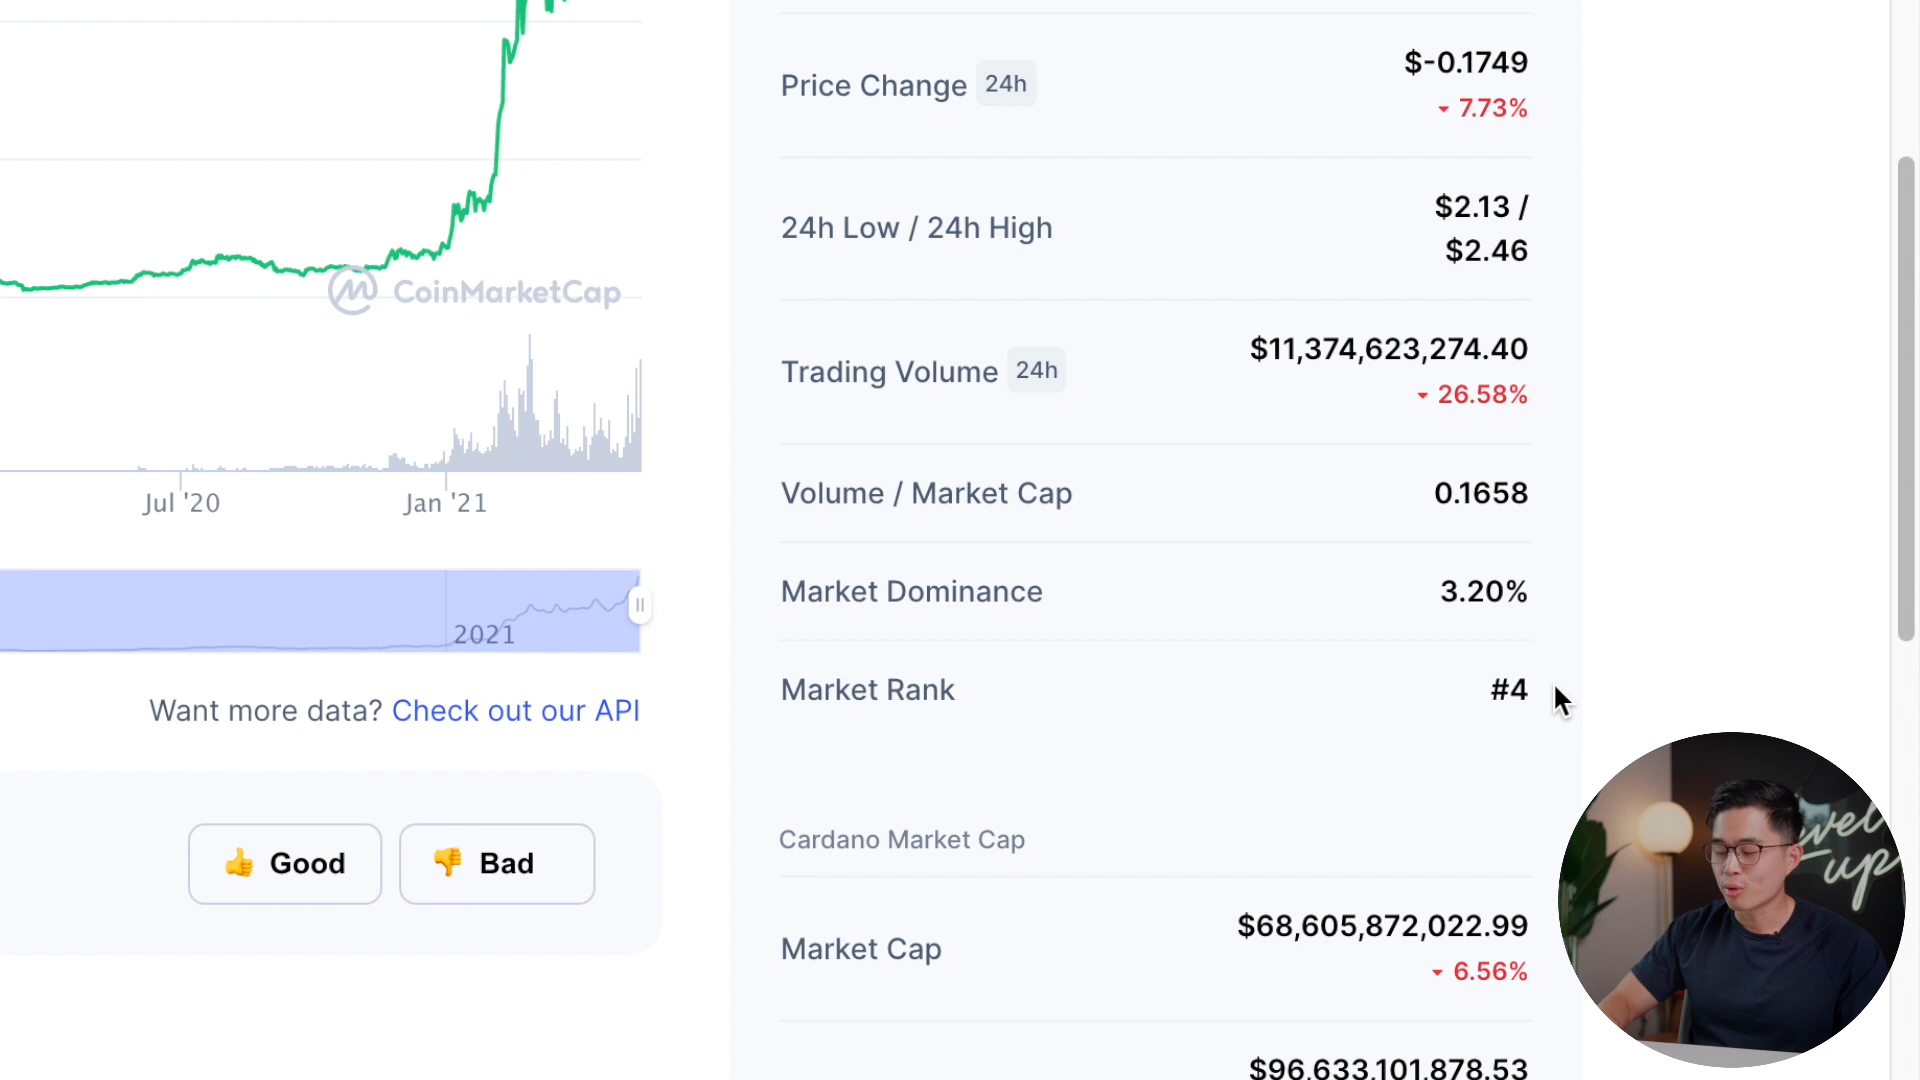 Price Change 24h
$-0.1749
7.73%
24h Low / 24h High
$2.13 /
$2.46
Trading Volume 24h
$11,374,623,274.40
26.58%
Volume / Market Cap
0.1658
Market Dominance
3.20%
Market Rank
#4
Cardano Market Cap
Market Cap
$68,605,872,022.99
6.56%
$96,633,101,878.53
CoinMarketCap
Jul '20
Jan '21
2021
Want more data? Check out our API
👍 Good
👎 Bad
level
up